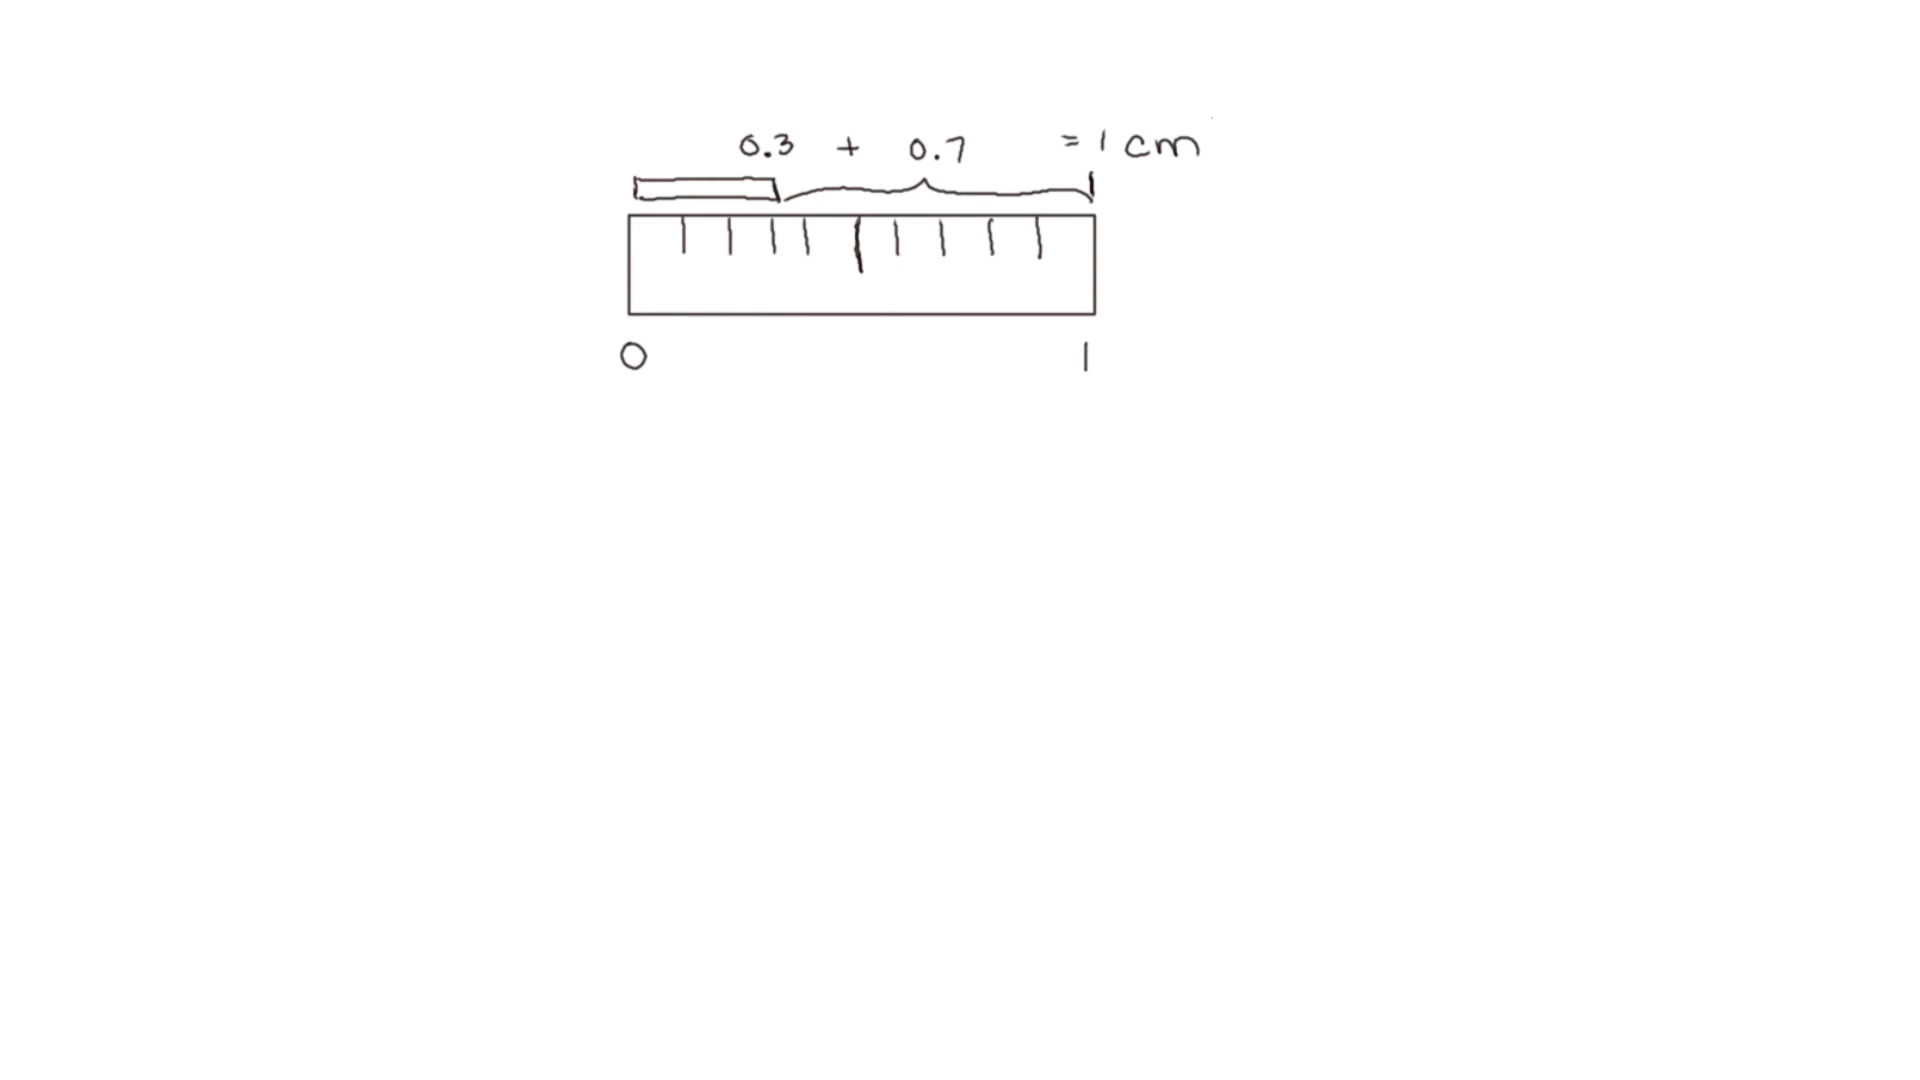 0.3 + 0.7 = 1 cm
0 1